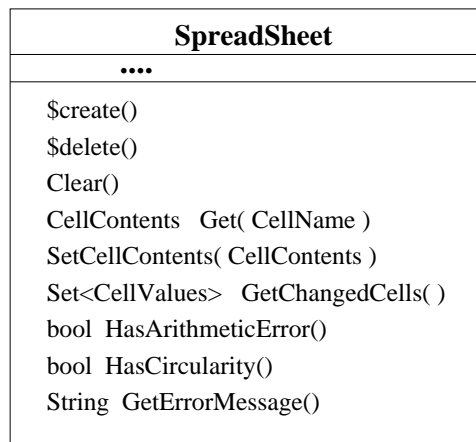 SpreadSheet
....
$create()
$delete()
Clear()
CellContents Get( CellName )
SetCellContents( CellContents )
Set<CellValues> GetChangedCells( )
bool HasArithmeticError()
bool HasCircularity()
String GetErrorMessage()